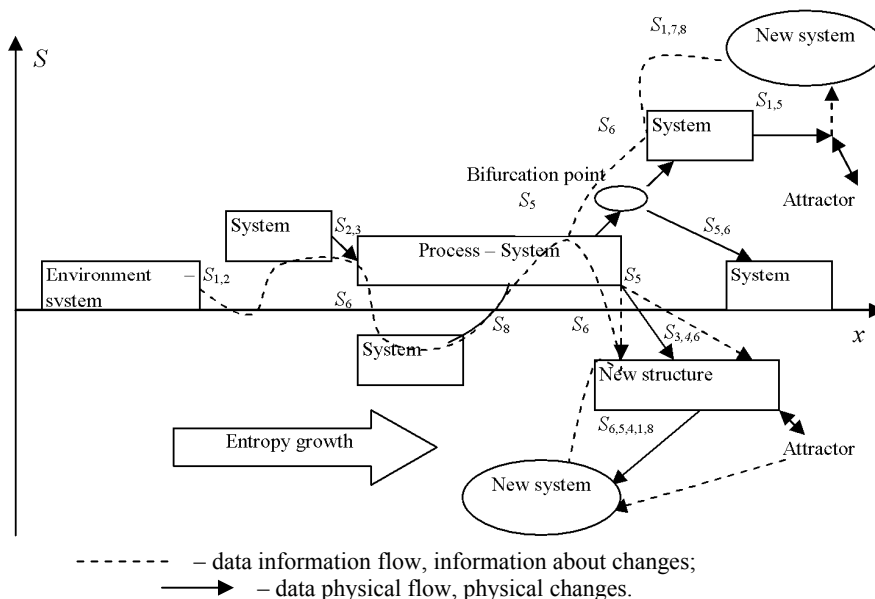 S
S1,7,8
New system
S1,5
S6
System
Bifurcation point
S5
Attractor
System
S2,3
Process – System
S5,6
Environment – S1,2
system
S6
S8
S6
S5
System
x
System
S3,4,6
New structure
Entropy growth
S6,5,4,1,8
Attractor
New system
– data information flow, information about changes;
– data physical flow, physical changes.